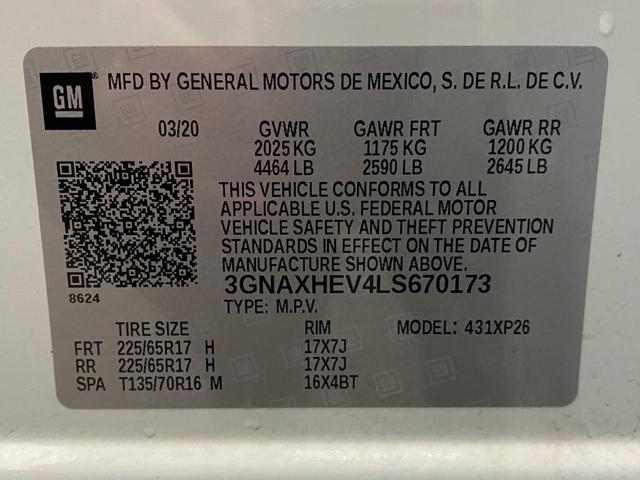 GM
MFD BY GENERAL MOTORS DE MEXICO, S. DE R.L. DE C.V.
03/20 GVWR GAWR FRT GAWR RR
2025 KG 1175 KG 1200 KG
4464 LB 2590 LB 2645 LB
THIS VEHICLE CONFORMS TO ALL
APPLICABLE U.S. FEDERAL MOTOR
VEHICLE SAFETY AND THEFT PREVENTION
STANDARDS IN EFFECT ON THE DATE OF
MANUFACTURE SHOWN ABOVE.
8624
3GNAXHEV4LS670173
TYPE: M.P.V.
TIRE SIZE RIM MODEL: 431XP26
FRT 225/65R17 H 17X7J
RR 225/65R17 H 17X7J
SPA T135/70R16 M 16X4BT